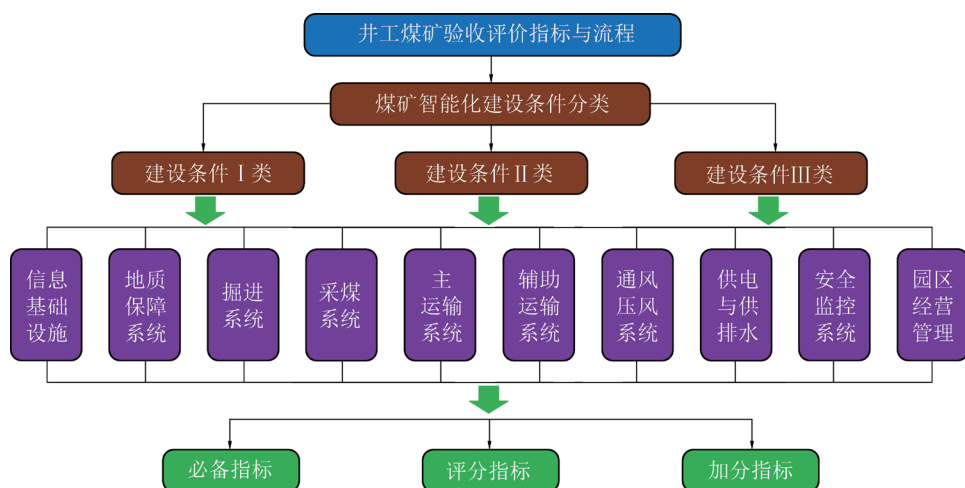 井工煤矿验收评价指标与流程
煤矿智能化建设条件分类
建设条件Ⅰ类
建设条件Ⅱ类
建设条件Ⅲ类
信息
基础
设施
地质
保障
系统
掘进
系统
采煤
系统
主
运输
系统
辅助
运输
系统
通风
压风
系统
供电
与供
排水
安全
监控
系统
园区
经营
管理
必备指标
评分指标
加分指标